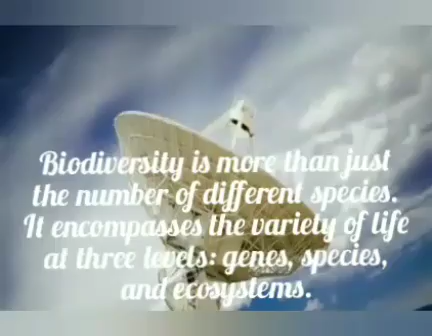 Biodiversity is more than just
the number of different species.
It encompasses the variety of life
at three levels: genes, species,
and ecosystems.